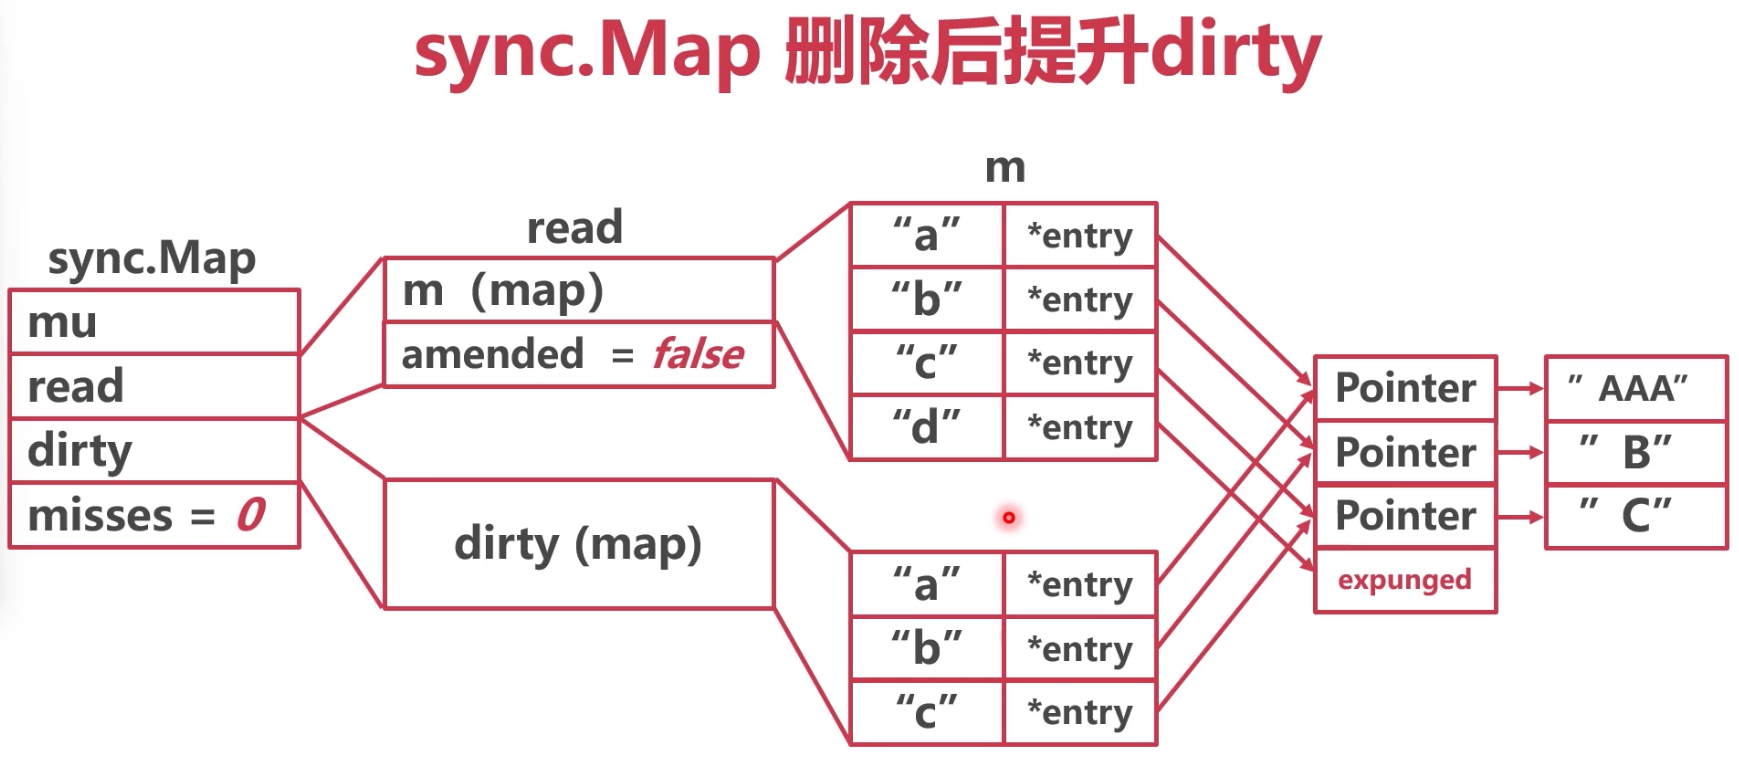 sync.Map 删除后提升dirty
sync.Map
mu
read
dirty
misses = 0
read
m (map)
amended = false
dirty (map)
m
“a” *entry
“b” *entry
“c” *entry
“d” *entry
“a” *entry
“b” *entry
“c” *entry
Pointer
Pointer
Pointer
expunged
” AAA”
” B”
” C”